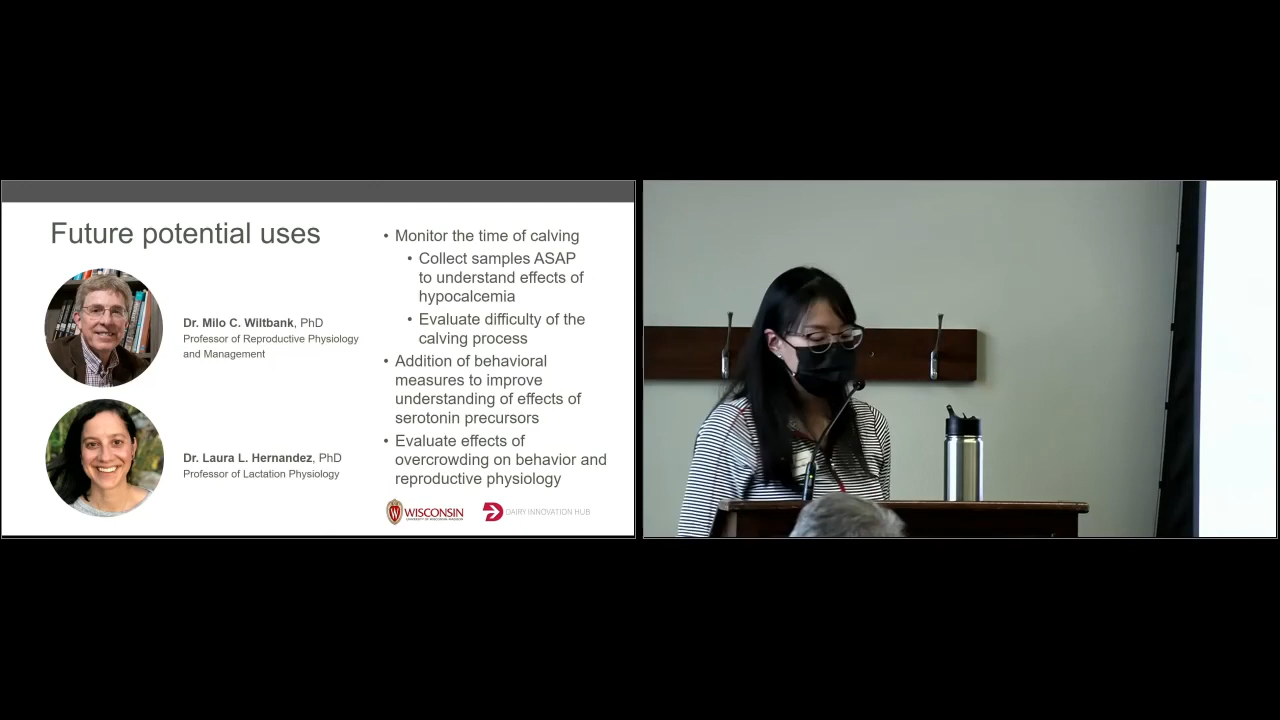 Future potential uses
Dr. Milo C. Wiltbank, PhD
Professor of Reproductive Physiology
and Management
Dr. Laura L. Hernandez, PhD
Professor of Lactation Physiology
• Monitor the time of calving
• Collect samples ASAP
to understand effects of
hypocalcemia
• Evaluate difficulty of the
calving process
• Addition of behavioral
measures to improve
understanding of effects of
serotonin precursors
• Evaluate effects of
overcrowding on behavior and
reproductive physiology
WISCONSIN
UNIVERSITY OF WISCONSIN-MADISON
DAIRY INNOVATION HUB